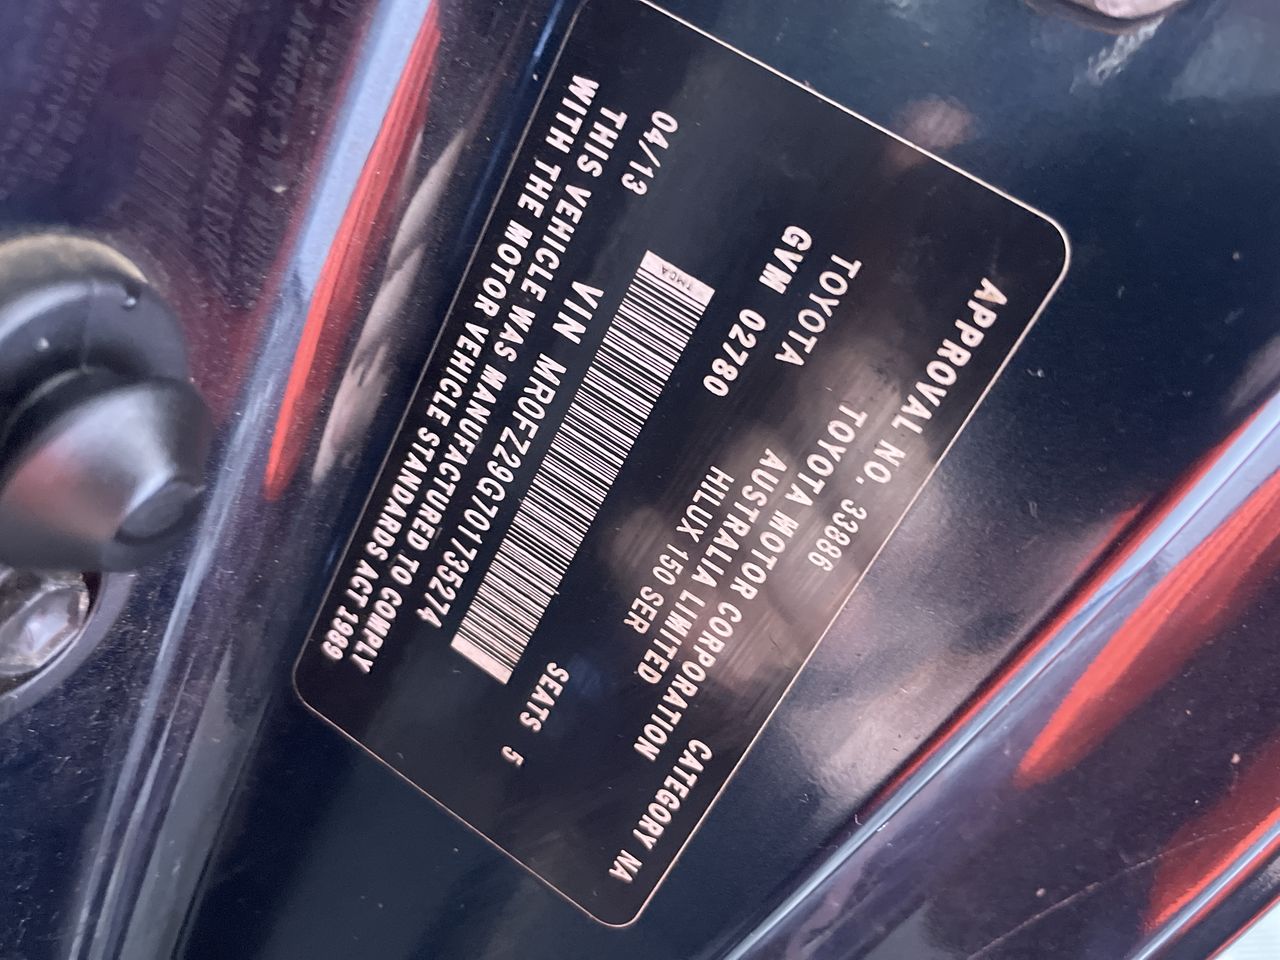 APPROVAL NO. 33886 CATEGORY NA
TOYOTA TOYOTA MOTOR CORPORATION
AUSTRALIA LIMITED.
GVM 02780 HILUX 150 SER
SEATS 5
TMCA
04/13 VIN MR0FZ29G701735274
THIS VEHICLE WAS MANUFACTURED TO COMPLY
WITH THE MOTOR VEHICLE STANDARDS ACT 1989